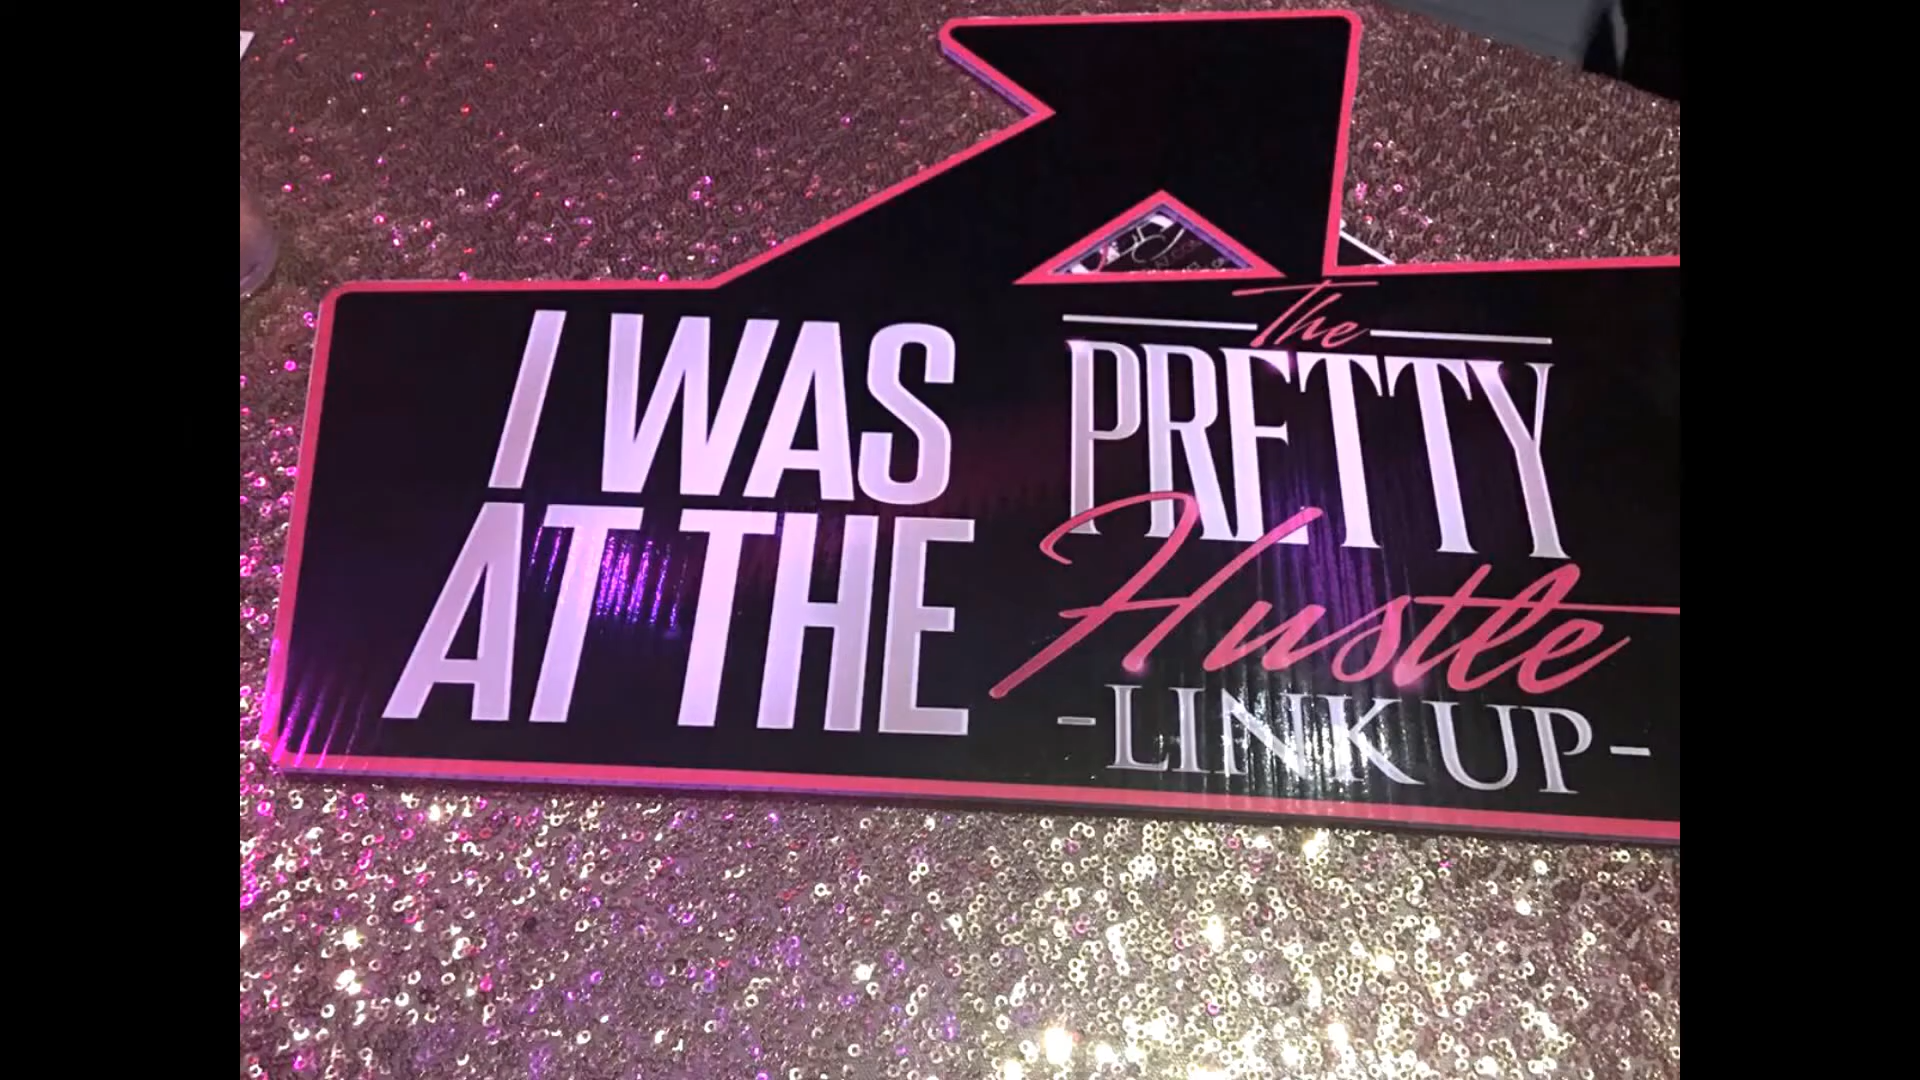 I WAS
AT THE
The
PRETTY
Hustle
-LINK UP-